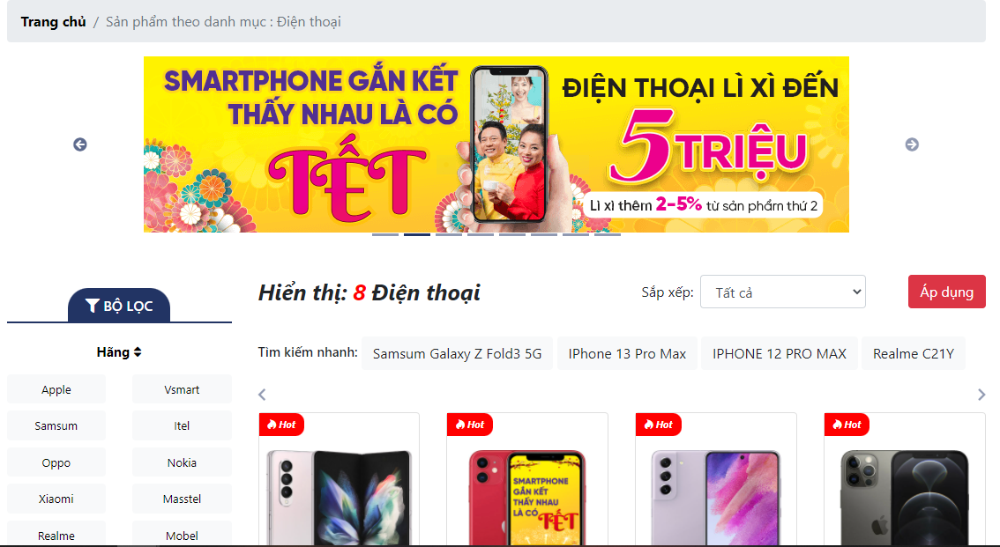 Trang chủ / Sản phẩm theo danh mục : Điện thoại
SMARTPHONE GẮN KẾT
THẤY NHAU LÀ CÓ
TẾT
ĐIỆN THOẠI LÌ XÌ ĐẾN
5 TRIỆU
Lì xì thêm 2-5% từ sản phẩm thứ 2
BỘ LỌC
Hiển thị: 8 Điện thoại
Sắp xếp: Tất cả
Áp dụng
Hãng
Tìm kiếm nhanh: Samsum Galaxy Z Fold3 5G IPhone 13 Pro Max IPHONE 12 PRO MAX Realme C21Y
Apple Vsmart
Samsum Itel
Oppo Nokia
Xiaomi Masstel
Realme Mobel
Hot Hot Hot Hot
SMARTPHONE
GẮN KẾT
THẤY NHAU
LÀ CÓ TẾT